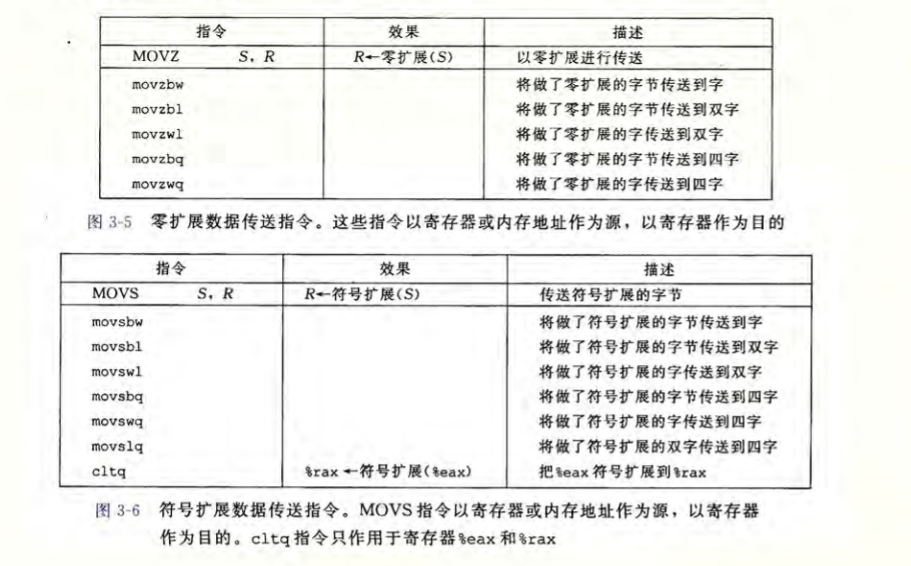 指令 效果 描述
MOVZ S, R R←零扩展(S) 以零扩展进行传送
movzbw 将做了零扩展的字节传送到字
movzbl 将做了零扩展的字节传送到双字
movzwl 将做了零扩展的字传送到双字
movzbq 将做了零扩展的字节传送到四字
movzwq 将做了零扩展的字传送到四字
图 3-5 零扩展数据传送指令。这些指令以寄存器或内存地址作为源，以寄存器作为目的
指令 效果 描述
MOVS S, R R←符号扩展(S) 传送符号扩展的字节
movsbw 将做了符号扩展的字节传送到字
movsbl 将做了符号扩展的字节传送到双字
movswl 将做了符号扩展的字传送到双字
movsbq 将做了符号扩展的字节传送到四字
movswq 将做了符号扩展的字传送到四字
movslq 将做了符号扩展的双字传送到四字
cltq %rax ←符号扩展(%eax) 把%eax 符号扩展到%rax
图 3-6 符号扩展数据传送指令。MOVS 指令以寄存器或内存地址作为源，以寄存器
作为目的。cltq 指令只作用于寄存器%eax 和%rax